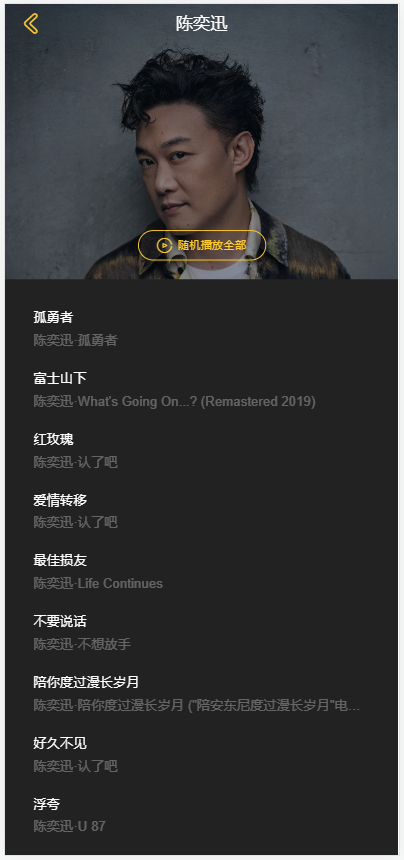 陈奕迅
随机播放全部
孤勇者
陈奕迅·孤勇者
富士山下
陈奕迅·What's Going On...? (Remastered 2019)
红玫瑰
陈奕迅·认了吧
爱情转移
陈奕迅·认了吧
最佳损友
陈奕迅·Life Continues
不要说话
陈奕迅·不想放手
陪你度过漫长岁月
陈奕迅·陪你度过漫长岁月 ("陪安东尼度过漫长岁月"电...
好久不见
陈奕迅·认了吧
浮夸
陈奕迅·U 87